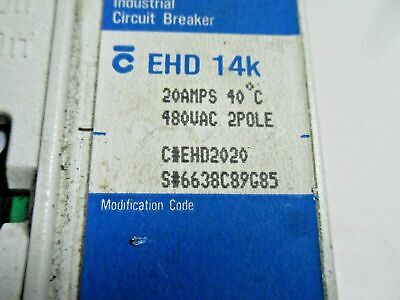 Industrial
Circuit Breaker
C EHD 14k
20AMPS 40°C
480VAC 2POLE
C#EHD2020
S#6638C89G85
Modification Code